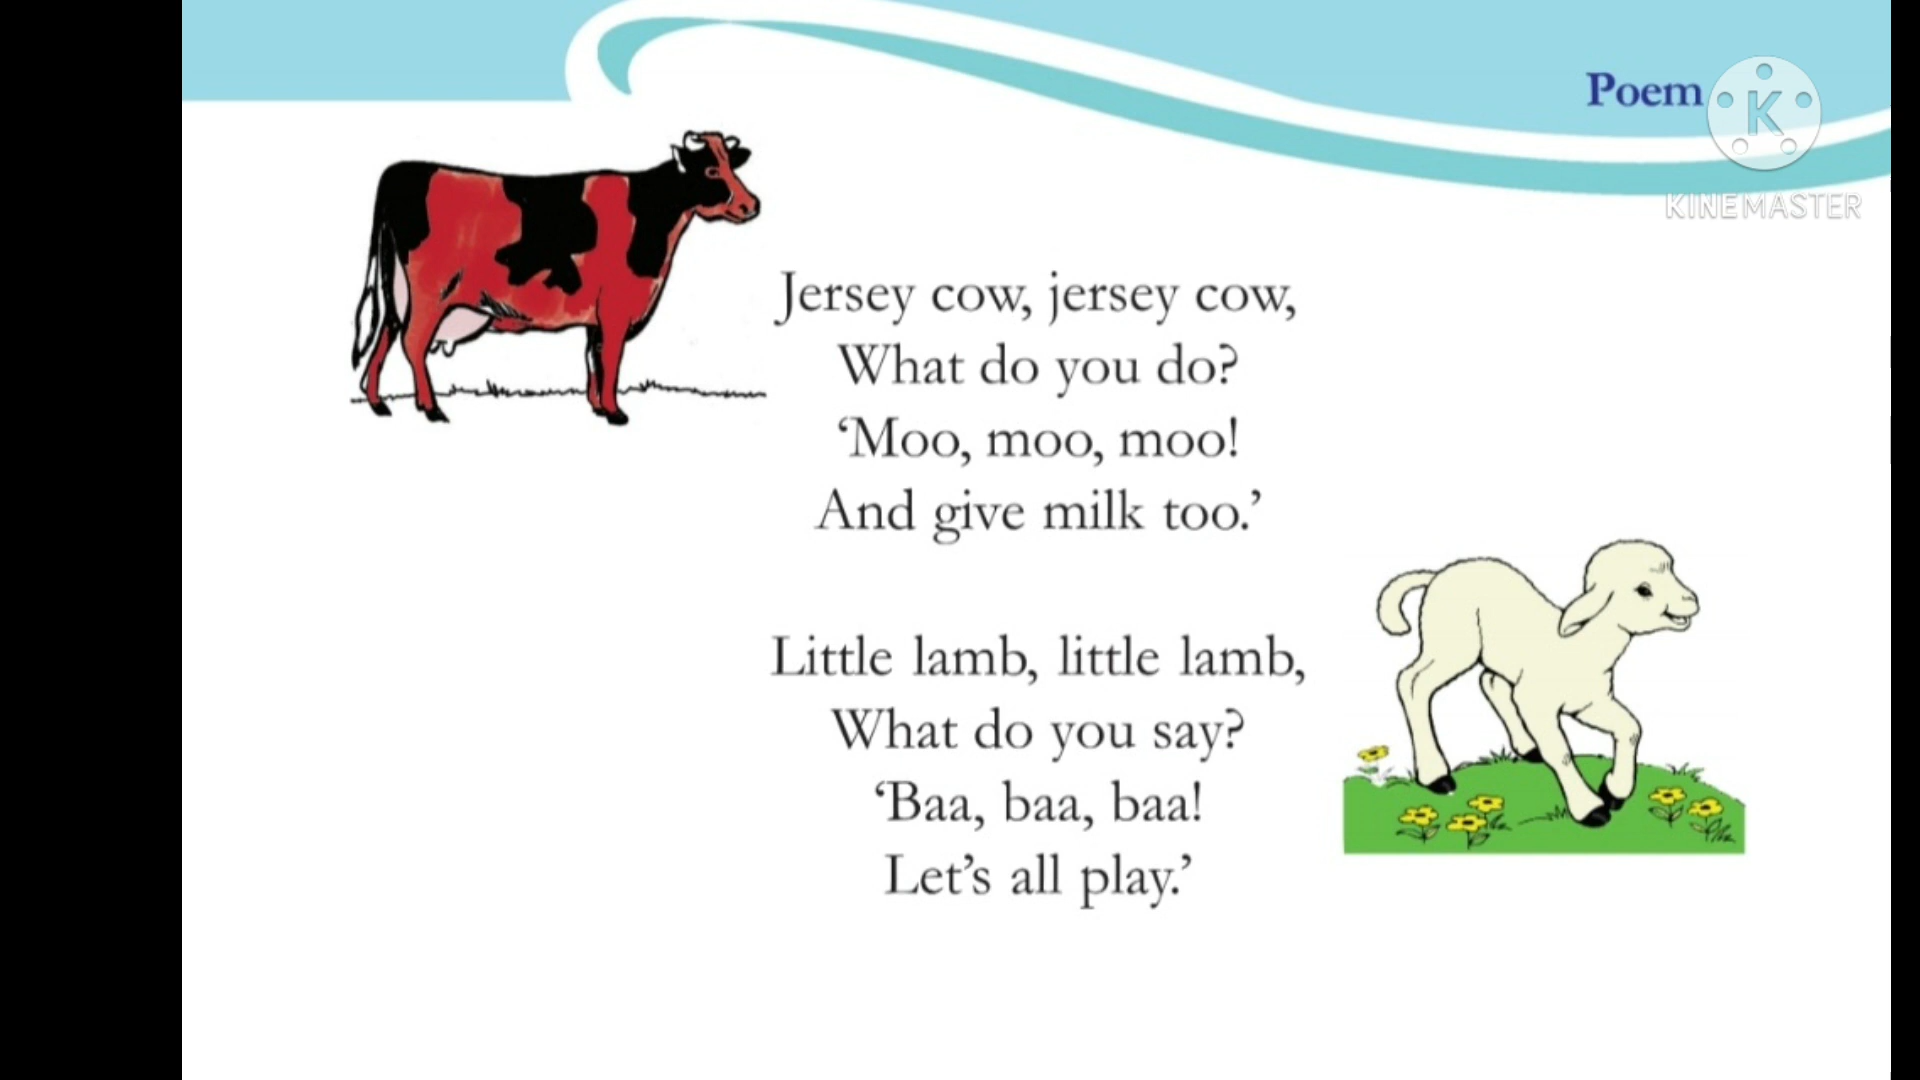 Poem
K
KINEMASTER
Jersey cow, jersey cow,
What do you do?
‘Moo, moo, moo!
And give milk too.’
Little lamb, little lamb,
What do you say?
‘Baa, baa, baa!
Let’s all play.’